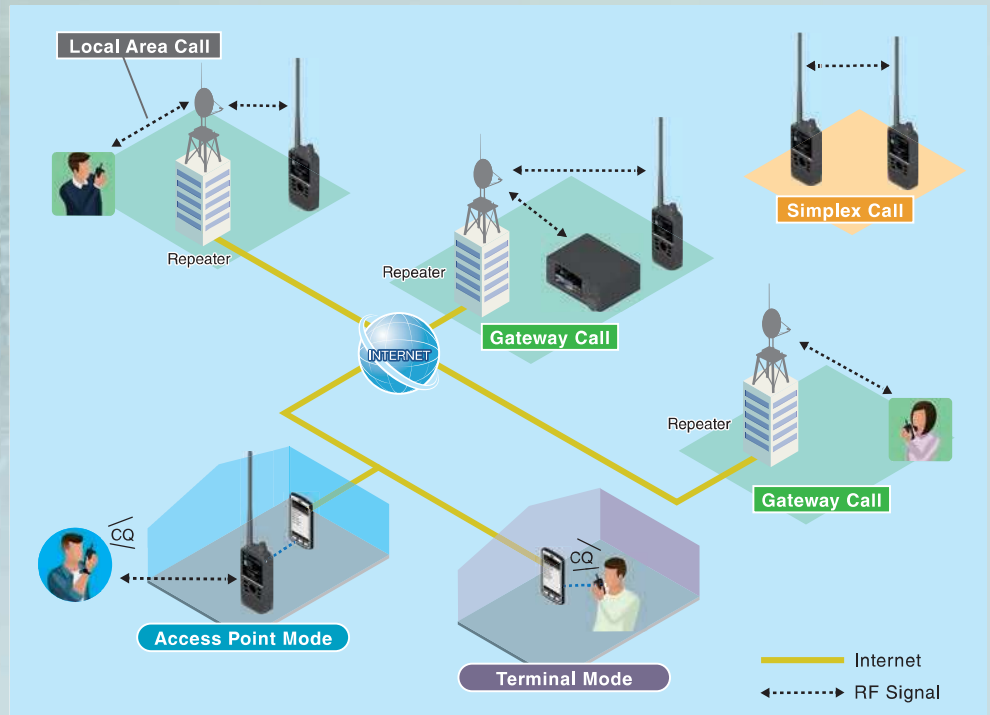 Local Area Call
Repeater
Repeater
Gateway Call
Simplex Call
INTERNET
Repeater
Gateway Call
CQ
Access Point Mode
CQ
Terminal Mode
Internet
RF Signal